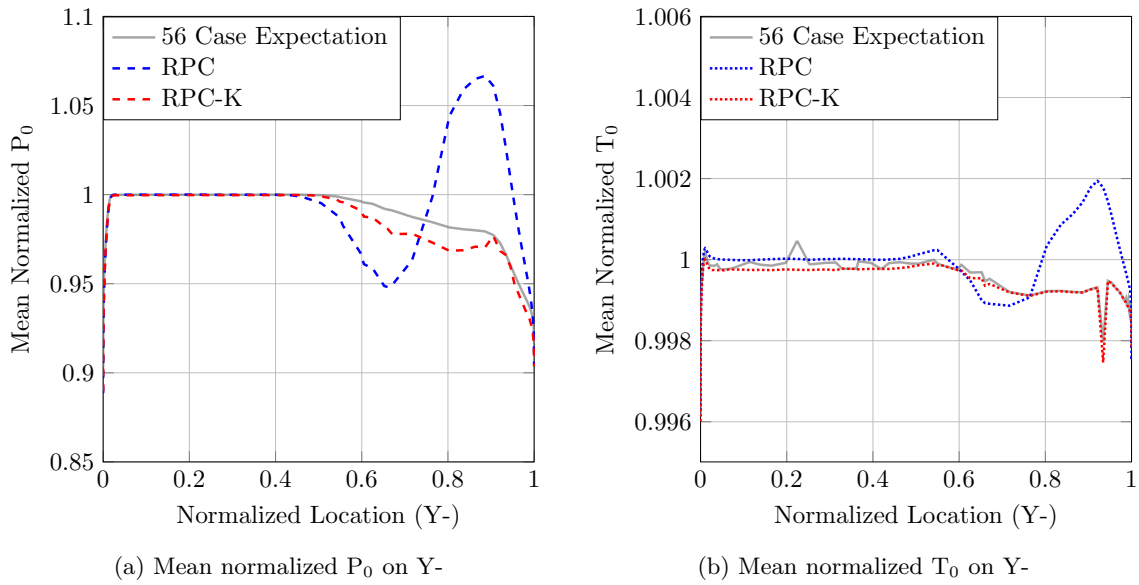 56 Case Expectation
RPC
RPC-K
1.1
1.05
1
0.95
0.9
0.85
0 0.2 0.4 0.6 0.8 1
Mean Normalized P₀
Normalized Location (Y-)
(a) Mean normalized P₀ on Y-
56 Case Expectation
RPC
RPC-K
1.006
1.004
1.002
1
0.998
0.996
0 0.2 0.4 0.6 0.8 1
Mean Normalized T₀
Normalized Location (Y-)
(b) Mean normalized T₀ on Y-